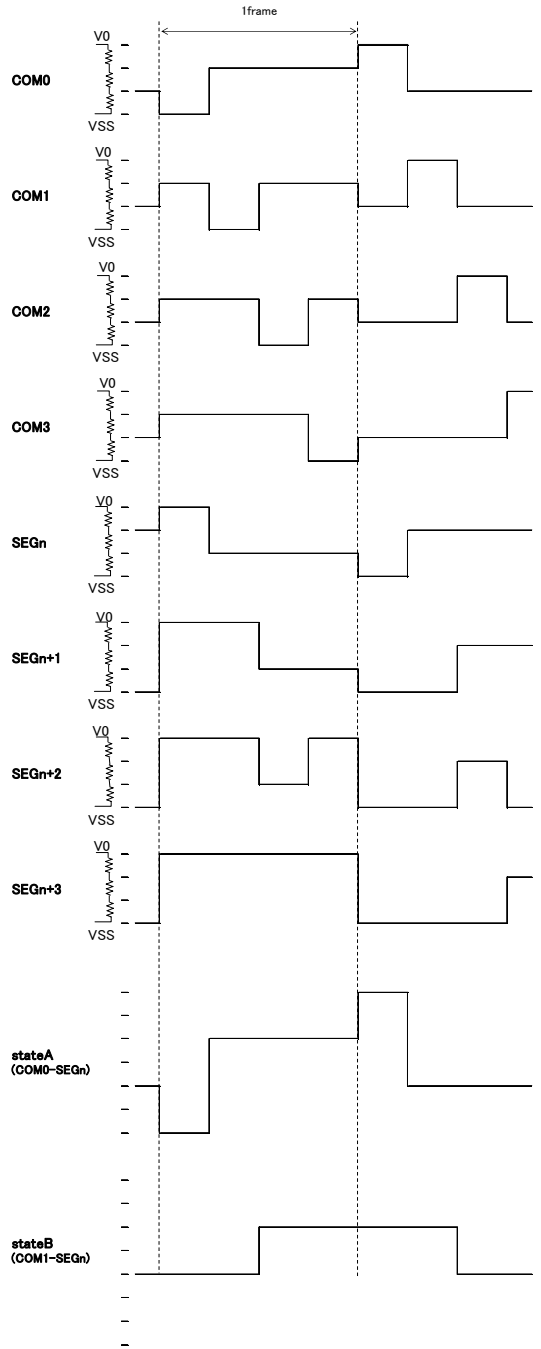 1frame
V0
COM0
VSS
V0
COM1
VSS
V0
COM2
VSS
V0
COM3
VSS
V0
SEGn
VSS
V0
SEGn+1
VSS
V0
SEGn+2
VSS
V0
SEGn+3
VSS
stateA
(COM0-SEGn)
stateB
(COM1-SEGn)